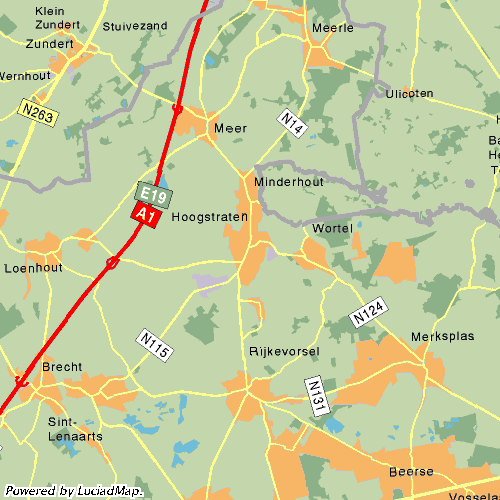 Klein
Zundert
Stuivezand
Meerle
Zundert
Wernhout
Ulicoten
N263
Meer
N14
Minderhout
E19
A1
Hoogstraten
Wortel
Loenhout
N124
N115
Merksplas
Rijkevorsel
Brecht
N131
Sint-
Lenaarts
Beerse
Vossela
Powered by LuciadMap.